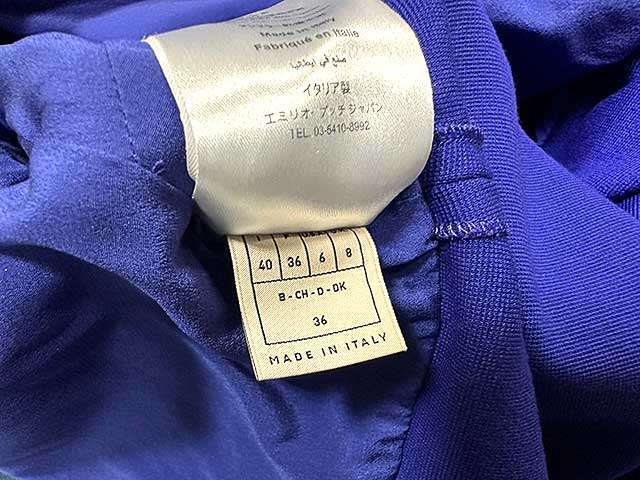 Made in Italy
Fabriqué en Italie
صنع في ايطاليا
イタリア製
エミリオ・プッチジャパン
TEL. 03-5410-8992
40 36 6 8
B-CH-D-DK
36
MADE IN ITALY